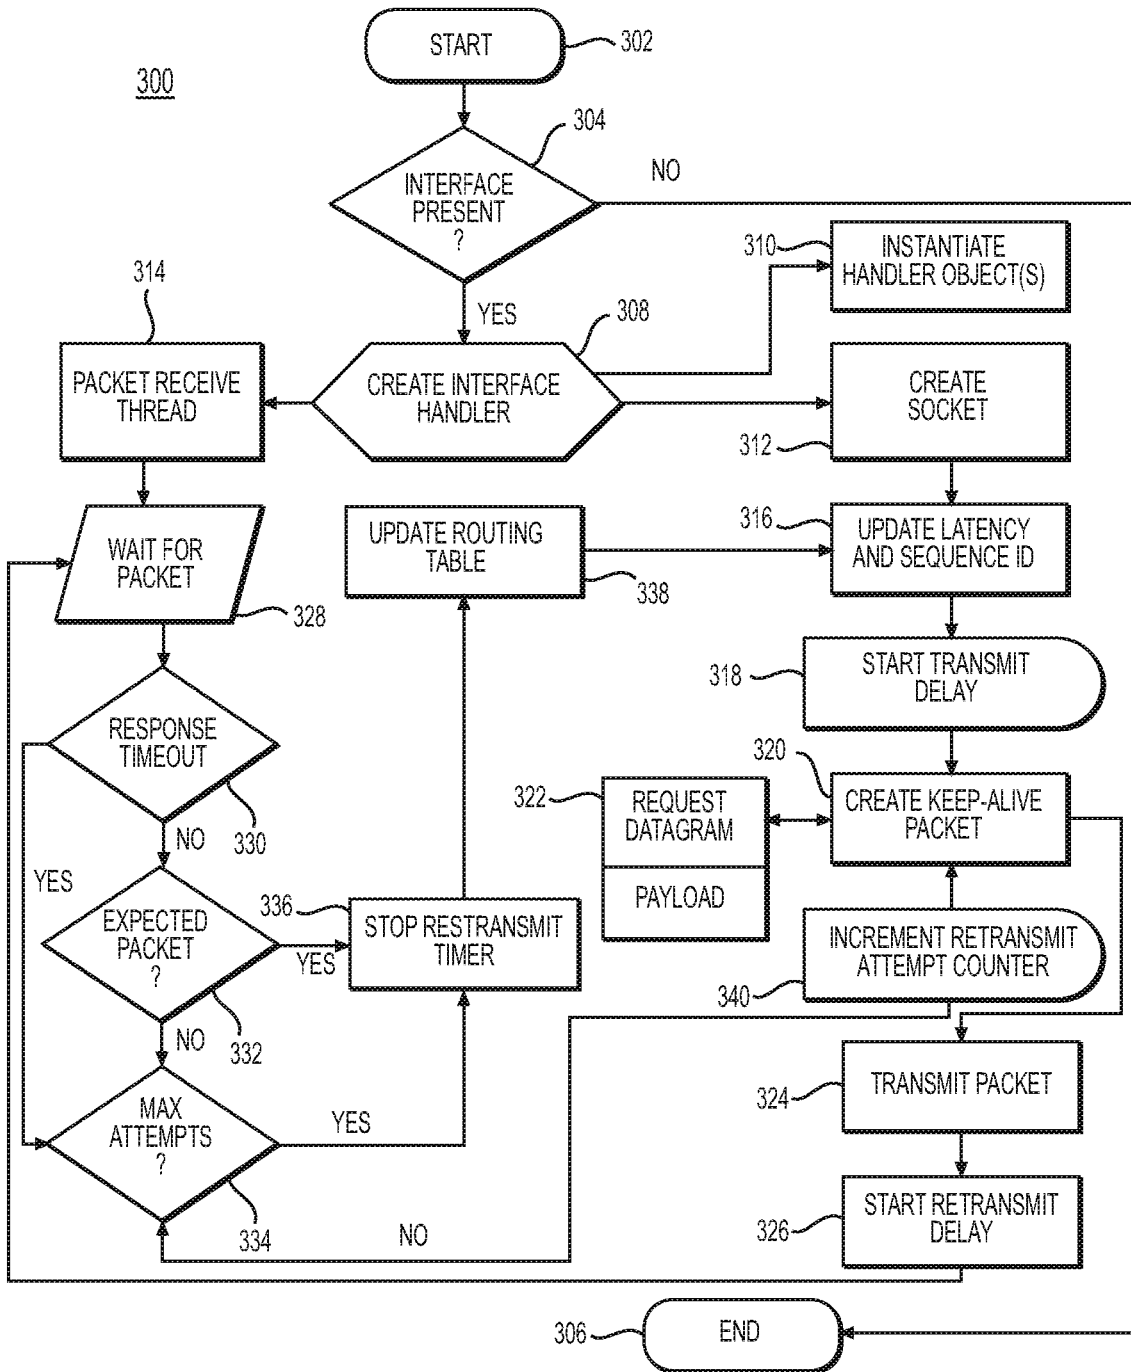 START
302
300
304
INTERFACE
PRESENT
?
NO
310
INSTANTIATE
HANDLER OBJECT(S)
314
YES
308
PACKET RECEIVE
THREAD
CREATE INTERFACE
HANDLER
CREATE
SOCKET
312
WAIT FOR
PACKET
328
UPDATE ROUTING
TABLE
338
316
UPDATE LATENCY
AND SEQUENCE ID
318
START TRANSMIT
DELAY
RESPONSE
TIMEOUT
330
NO
YES
322
REQUEST
DATAGRAM
PAYLOAD
320
CREATE KEEP-ALIVE
PACKET
EXPECTED
PACKET
?
332
YES
NO
336
STOP RESTRANSMIT
TIMER
INCREMENT RETRANSMIT
ATTEMPT COUNTER
340
MAX
ATTEMPTS
?
334
YES
NO
324
TRANSMIT PACKET
326
START RETRANSMIT
DELAY
306
END